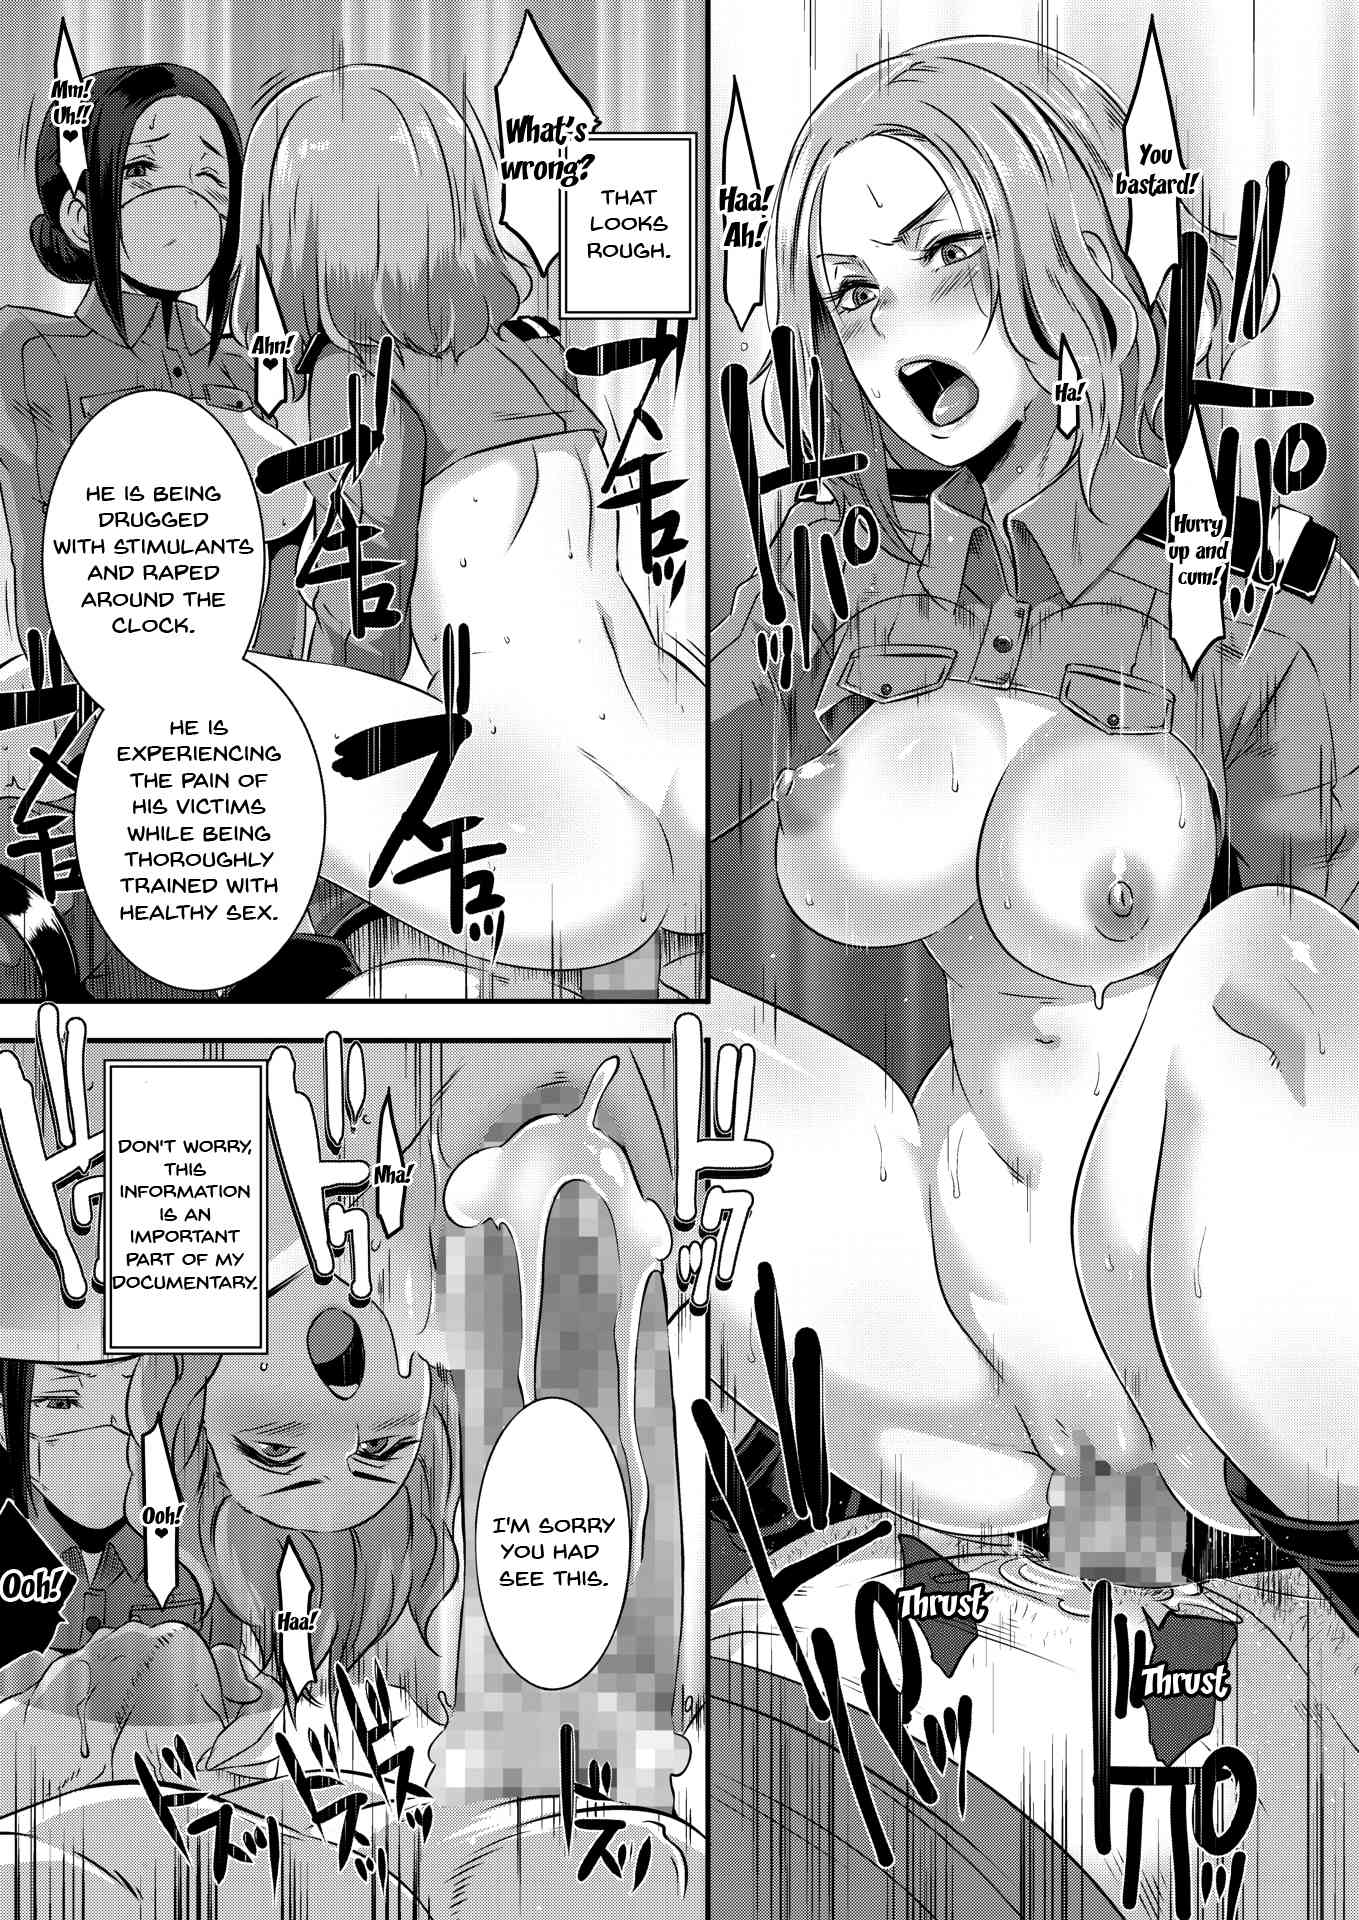 You
bastard!
Haa!
Ah!
Ha!
Hurry
up and
cum!
Thrust
Thrust
What's
wrong?
THAT
LOOKS
ROUGH.
Mm!
Uh!!
♥
Ahn!
♥
HE IS BEING
DRUGGED
WITH STIMULANTS
AND RAPED
AROUND THE
CLOCK.
HE IS
EXPERIENCING
THE PAIN OF
HIS VICTIMS
WHILE BEING
THOROUGHLY
TRAINED WITH
HEALTHY SEX.
Nha!
DON'T WORRY,
THIS
INFORMATION
IS AN
IMPORTANT
PART OF MY
DOCUMENTARY.
I'M SORRY
YOU HAD
SEE THIS.
Ooh!
♥
Ooh!
Haa!